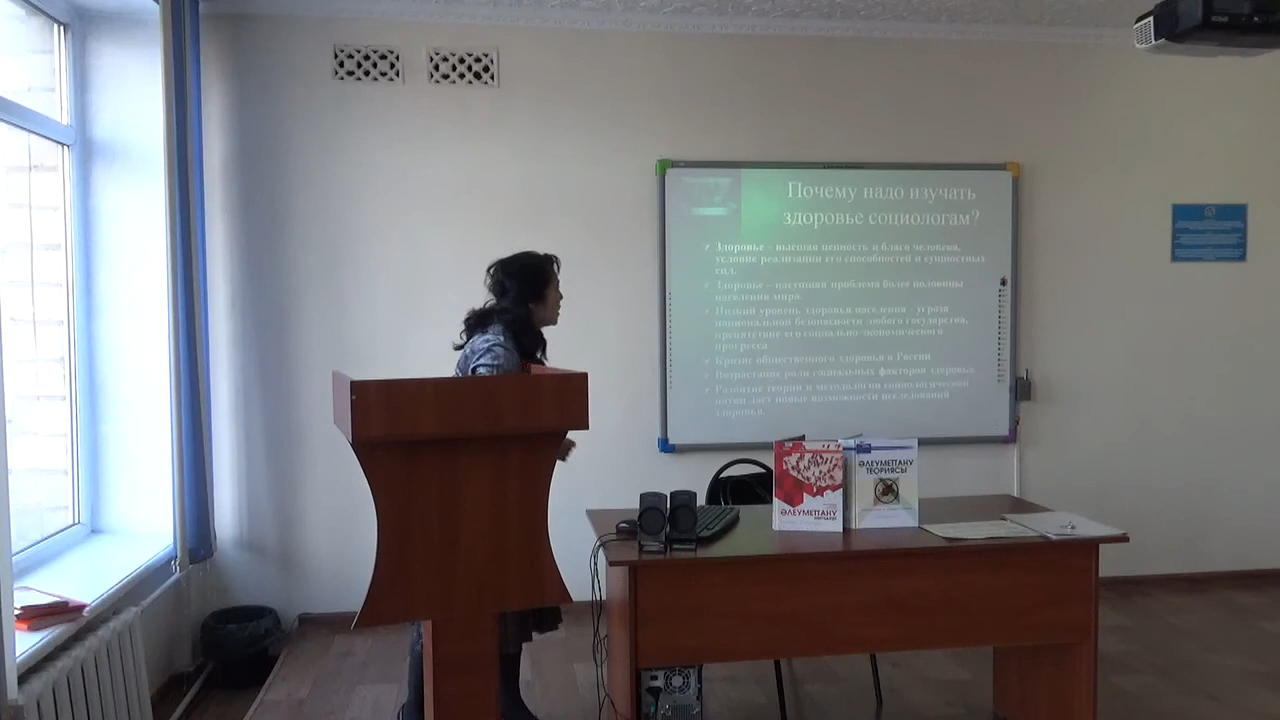 Почему надо изучать
здоровье социологам?
Здоровье – высшая ценность и благо человека,
условие реализации его способностей и сущностных
сил.
Здоровье – настоящая проблема более половины
населения мира.
Низкий уровень здоровья населения – угроза
национальной безопасности любого государства,
препятствие его социально-экономического
прогресса
Кризис общественного здоровья в России
Возрастание роли социальных факторов здоровья.
Развитие теории и методологии социологической
науки дает новые возможности исследований
здоровья.
ӘЛЕУМЕТТАНУ
ӘЛЕУМЕТТАНУ
ТЕОРИЯСЫ